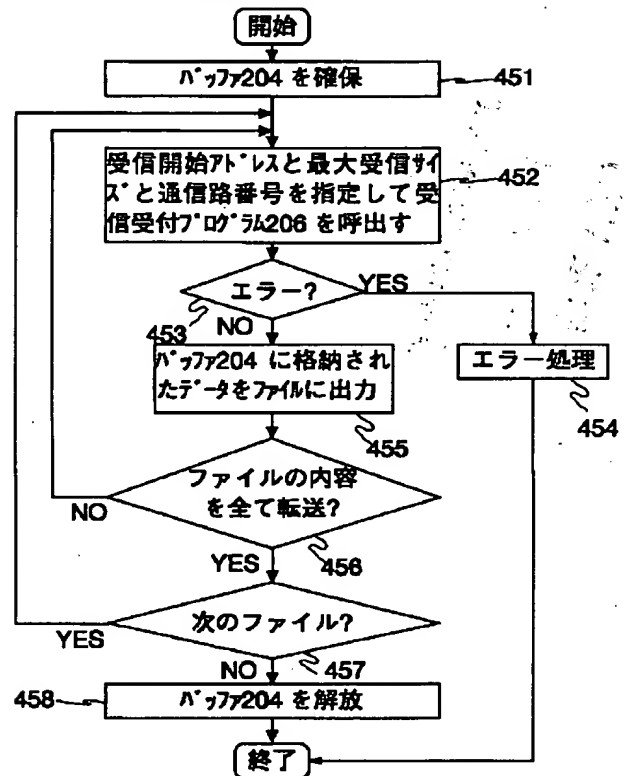 開始
バッファ204 を確保
451
受信開始アドレスと最大受信サイ
ズと通信路番号を指定して受
信受付プログラム206 を呼出す
452
エラー?
YES
453
NO
バッファ204 に格納され
たデータをファイルに出力
455
エラー処理
454
ファイルの内容
を全て転送?
NO
456
YES
次のファイル?
YES
457
NO
458
バッファ204 を解放
終了